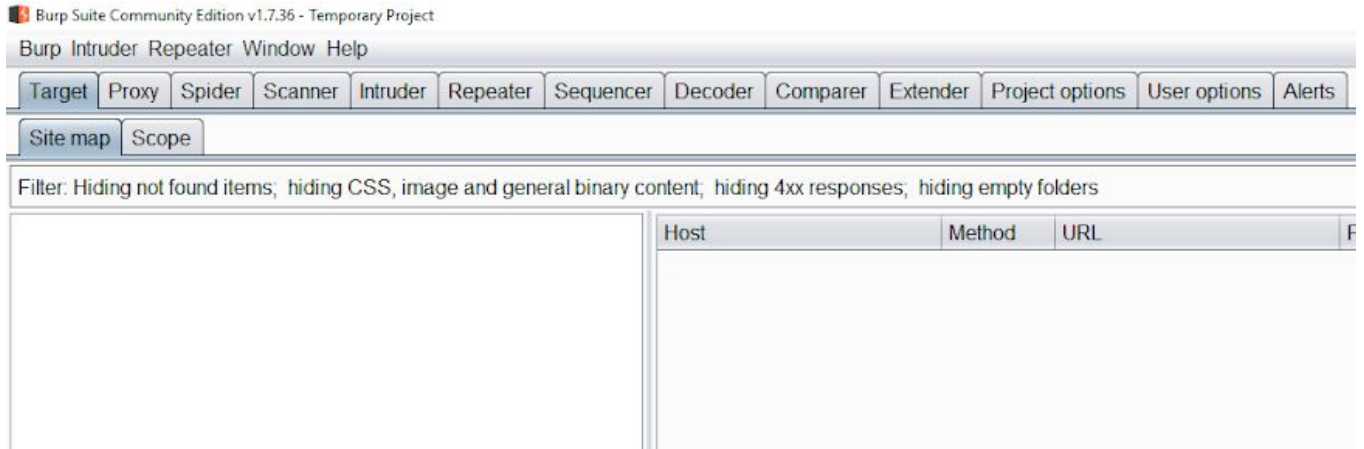 Burp Suite Community Edition v1.7.36 - Temporary Project
Burp Intruder Repeater Window Help
Target Proxy Spider Scanner Intruder Repeater Sequencer Decoder Comparer Extender Project options User options Alerts
Site map Scope
Filter: Hiding not found items; hiding CSS, image and general binary content; hiding 4xx responses; hiding empty folders
Host Method URL